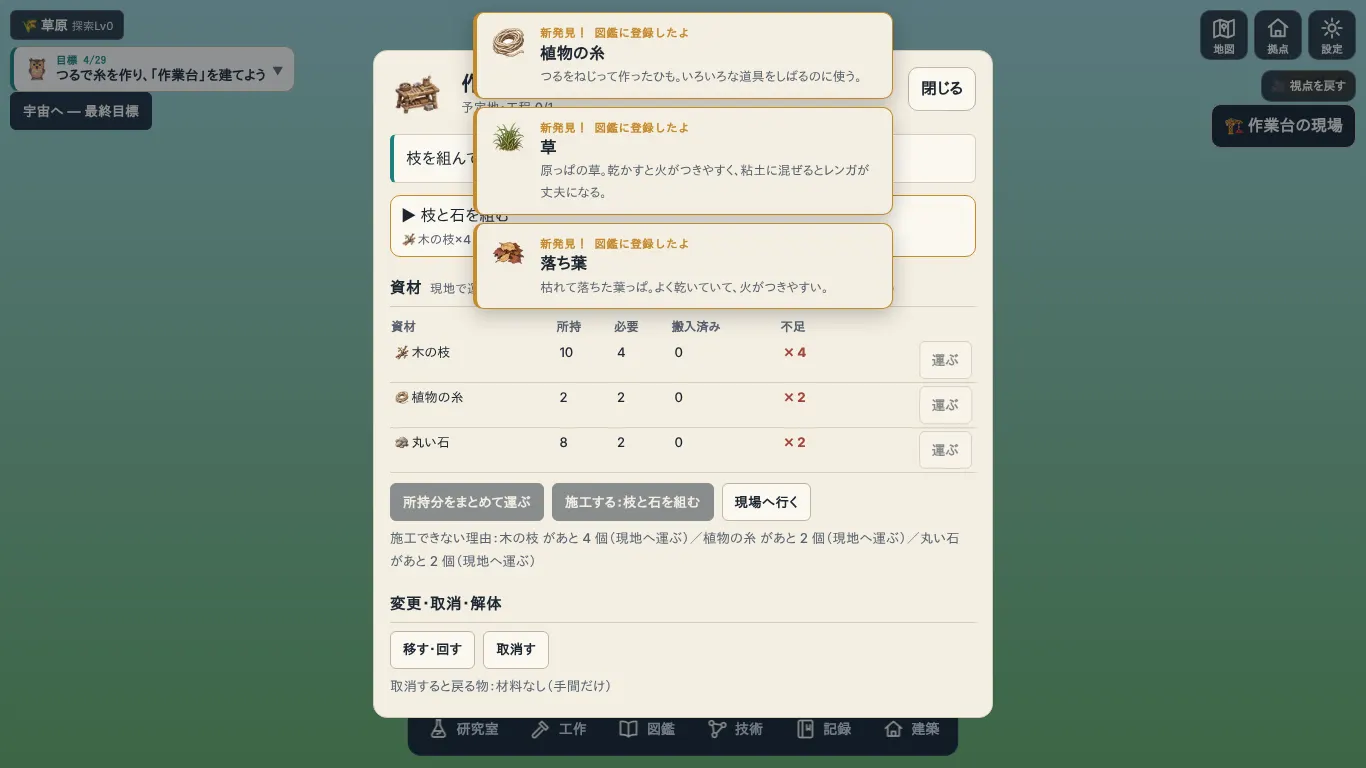 草原 探索Lv0
目標 4/29
つるで糸を作り、「作業台」を建てよう ▼
宇宙へ — 最終目標
地図
拠点
設定
視点を戻す
作業台の現場
新発見！ 図鑑に登録したよ
植物の糸
つるをねじって作ったひも。いろいろな道具をしばるのに使う。
新発見！ 図鑑に登録したよ
草
原っぱの草。乾かすと火がつきやすく、粘土に混ぜるとレンガが
丈夫になる。
新発見！ 図鑑に登録したよ
落ち葉
枯れて落ちた葉っぱ。よく乾いていて、火がつきやすい。
閉じる
予定地・工程 0/1
枝を組んで
▶ 枝と石を組む
木の枝×4
資材 現地で
資材 所持 必要 搬入済み 不足
木の枝 10 4 0 ×4 運ぶ
植物の糸 2 2 0 ×2 運ぶ
丸い石 8 2 0 ×2 運ぶ
所持分をまとめて運ぶ 施工する:枝と石を組む 現場へ行く
施工できない理由:木の枝 があと 4 個(現地へ運ぶ)／植物の糸 があと 2 個(現地へ運ぶ)／丸い石
があと 2 個(現地へ運ぶ)
変更・取消・解体
移す・回す 取消す
取消すると戻る物:材料なし(手間だけ)
研究室 工作 図鑑 技術 記録 建築